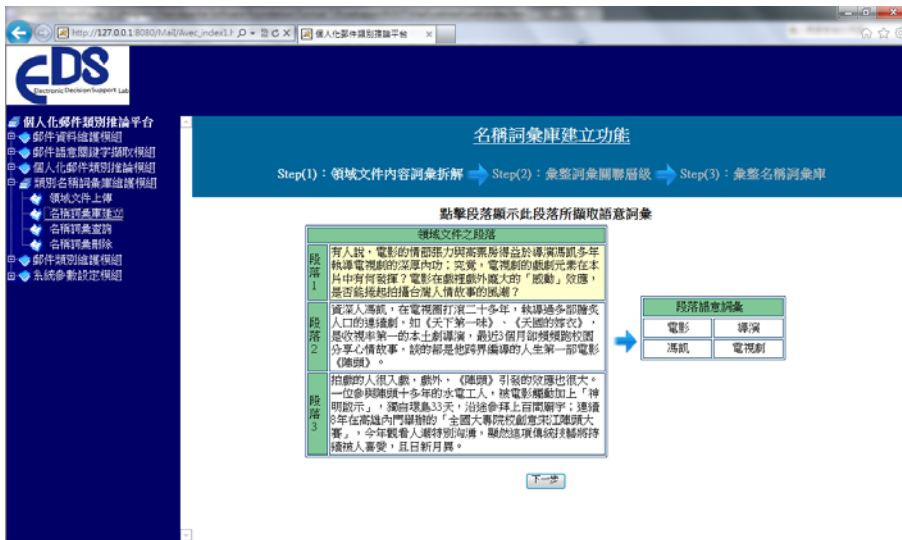 http://127.0.0.1:8080/Mail/Avec_index1.h
個人化郵件類別推論平台
EDS
Electronic Decision Support Lab
個人化郵件類別推論平台
郵件資料維護模組
郵件語意關鍵字擷取模組
個人化郵件類別推論模組
類別名稱詞彙庫維護模組
領域文件上傳
名稱詞彙庫建立
名稱詞彙查詢
名稱詞彙刪除
郵件類別維護模組
系統參數設定模組
名稱詞彙庫建立功能
Step(1)：領域文件內容詞彙拆解 Step(2)：彙整詞彙關聯層級 Step(3)：彙整名稱詞彙庫
點擊段落顯示此段落所擷取語意詞彙
領域文件之段落
段落1
有人說，電影的情節張力與高票房得益於導演馮凱多年
執導電視劇的深厚內功；究竟，電視劇的戲劇元素在本
片中有何發揮？電影在戲裡戲外龐大的「感動」效應，
是否能捲起拍攝台灣人情故事的風潮？
段落2
資深人馮凱，在電視圈打滾二十多年，執導過多部膾炙
人口的連續劇，如《天下第一味》、《天國的嫁衣》，
是收視率第一的本土劇導演，最近3個月卻頻頻跑校園
分享心情故事，談的都是他跨界編導的人生第一部電影
《陣頭》。
段落3
拍戲的人很入戲，戲外，《陣頭》引發的效應也很大。
一位參與陣頭十多年的水電工人，被電影觸動加上「神
明啟示」，獨自環島33天，沿途參拜上百間廟宇；連續
8年在高雄內門舉辦的「全國大專院校創意宋江陣頭大
賽」，今年觀看人潮特別洶湧，顯然這項傳統技藝將持
續被人喜愛，且日新月異。
段落語意詞彙
電影 導演
馮凱 電視劇
下一步